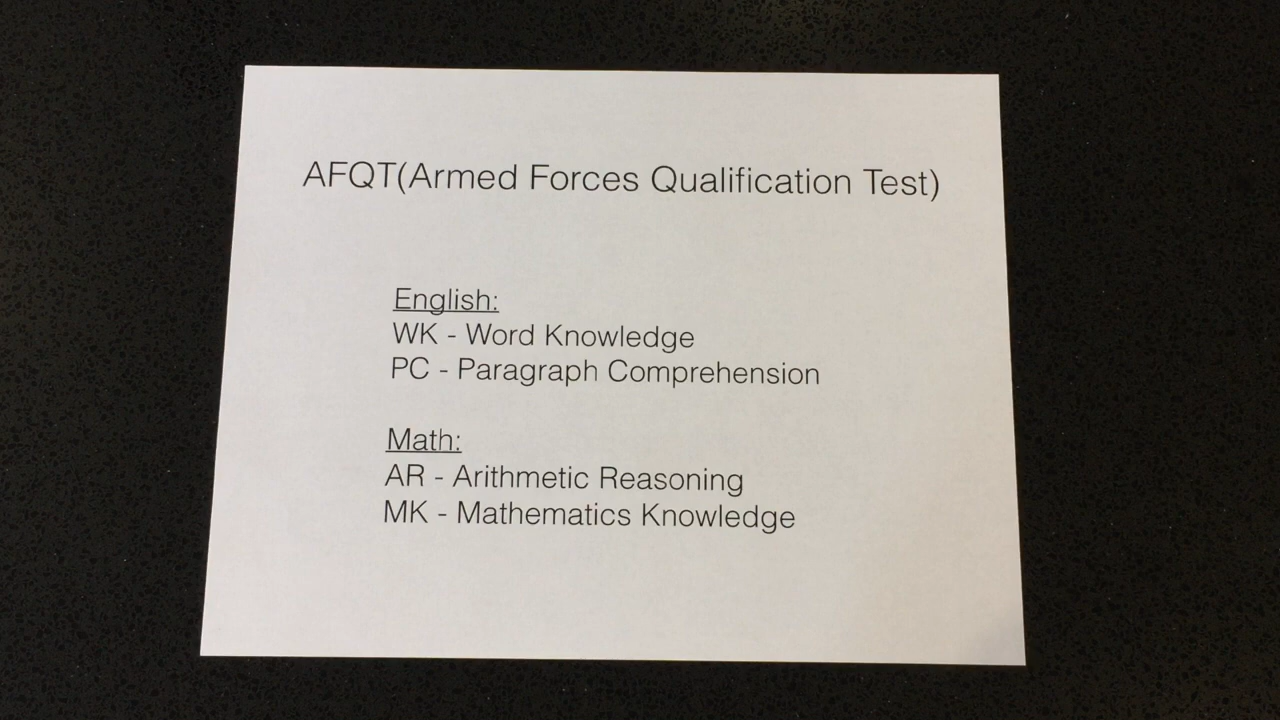 AFQT(Armed Forces Qualification Test)
English:
WK - Word Knowledge
PC - Paragraph Comprehension
Math:
AR - Arithmetic Reasoning
MK - Mathematics Knowledge